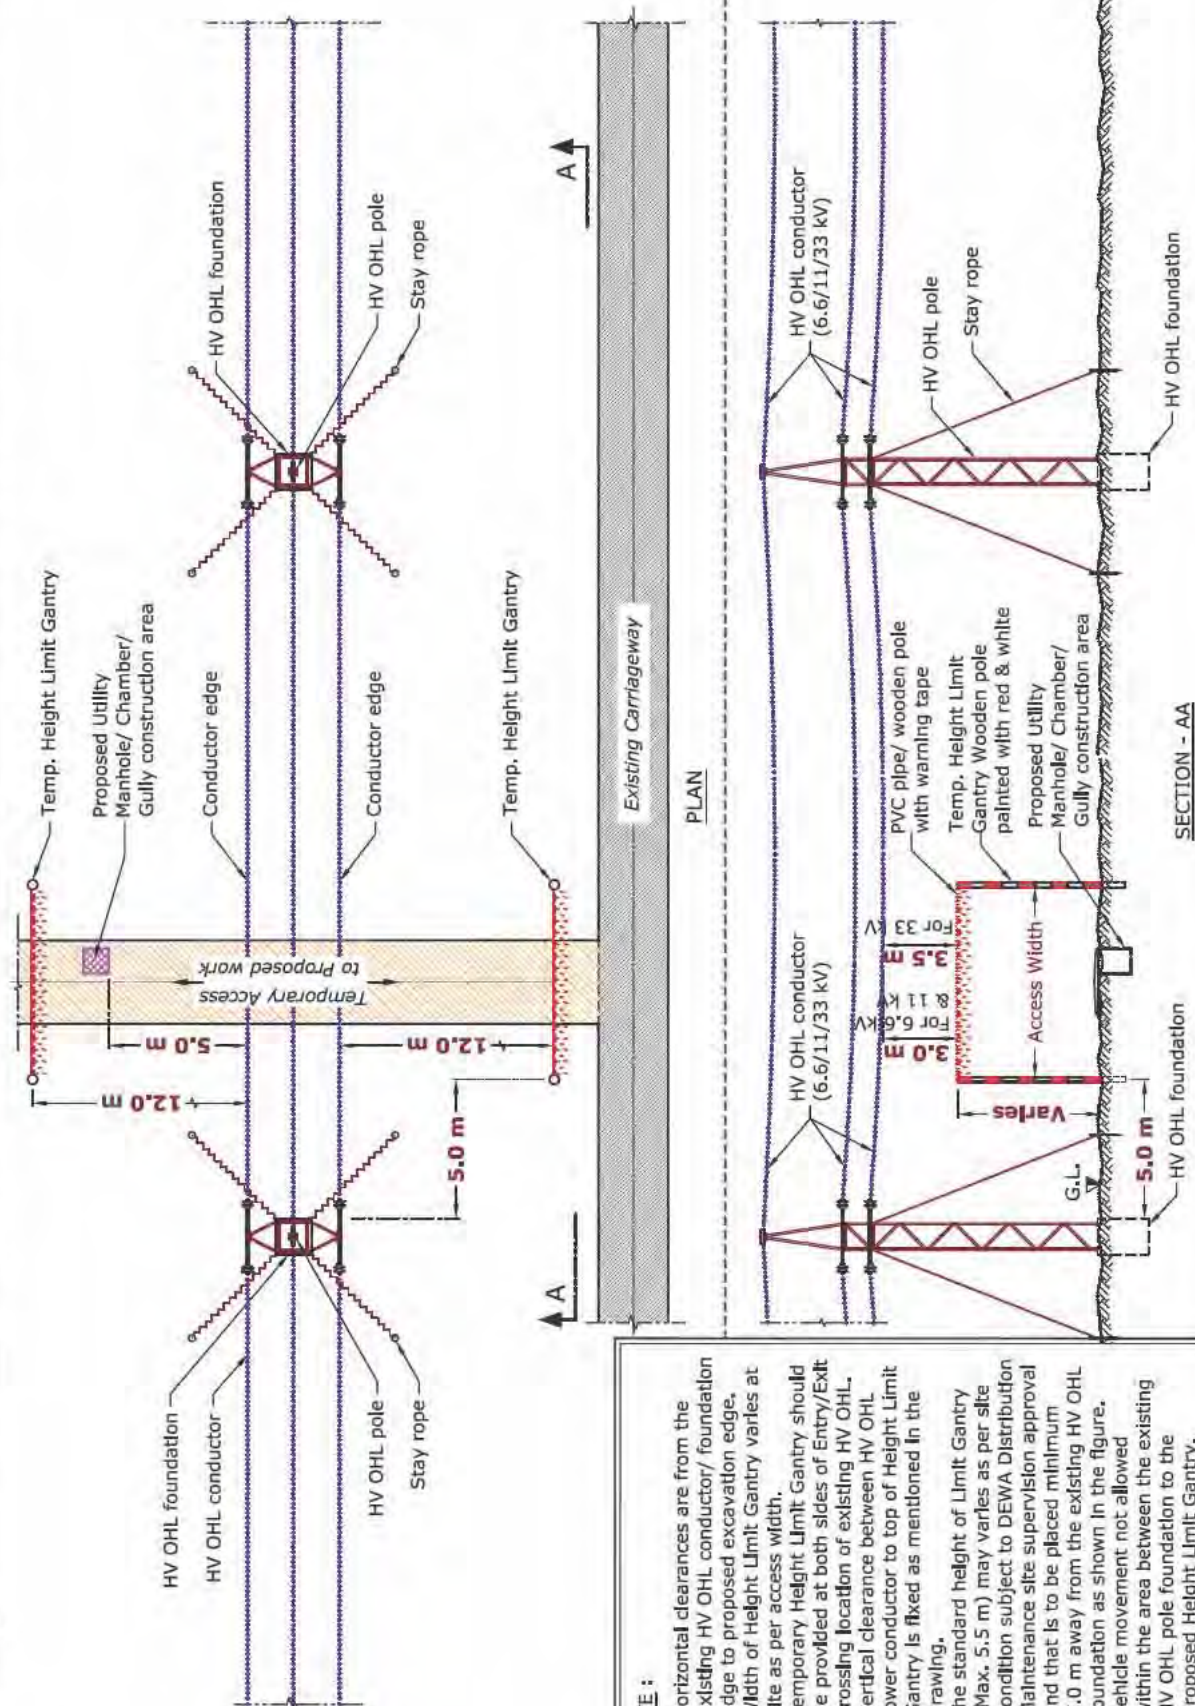 HV OHL foundation
HV OHL conductor
HV OHL pole
Stay rope
Temp. Height Limit Gantry
Proposed Utility
Manhole/ Chamber/
Gully construction area
Conductor edge
Conductor edge
Temp. Height Limit Gantry
HV OHL foundation
HV OHL pole
Stay rope
12.0 m
5.0 m
12.0 m
5.0 m
Temporary Access
to Proposed work
A
A
Existing Carriageway
PLAN
HV OHL conductor
(6.6/11/33 kV)
HV OHL conductor
(6.6/11/33 kV)
3.0 m
For 6.6 kV
& 11 kV
3.5 m
For 33 kV
PVC pipe/ wooden pole
with warning tape
Temp. Height Limit
Gantry Wooden pole
painted with red & white
Proposed Utility
Manhole/ Chamber/
Gully construction area
HV OHL pole
Stay rope
Access Width
Varies
G.L.
5.0 m
HV OHL foundation
HV OHL foundation
SECTION - AA
TE :
orizontal clearances are from the
xisting HV OHL conductor/ foundation
dge to proposed excavation edge.
idth of Height Limit Gantry varies at
ite as per access width.
emporary Height Limit Gantry should
e provided at both sides of Entry/Exit
rossing location of existing HV OHL.
ertical clearance between HV OHL
ower conductor to top of Height Limit
antry is fixed as mentioned in the
rawing.
he standard height of Limit Gantry
Max. 5.5 m) may varies as per site
ondition subject to DEWA Distribution
aintenance site supervision approval
nd that is to be placed minimum
.0 m away from the existing HV OHL
oundation as shown in the figure.
ehicle movement not allowed
ithin the area between the existing
V OHL pole foundation to the
roposed Height Limit Gantry.